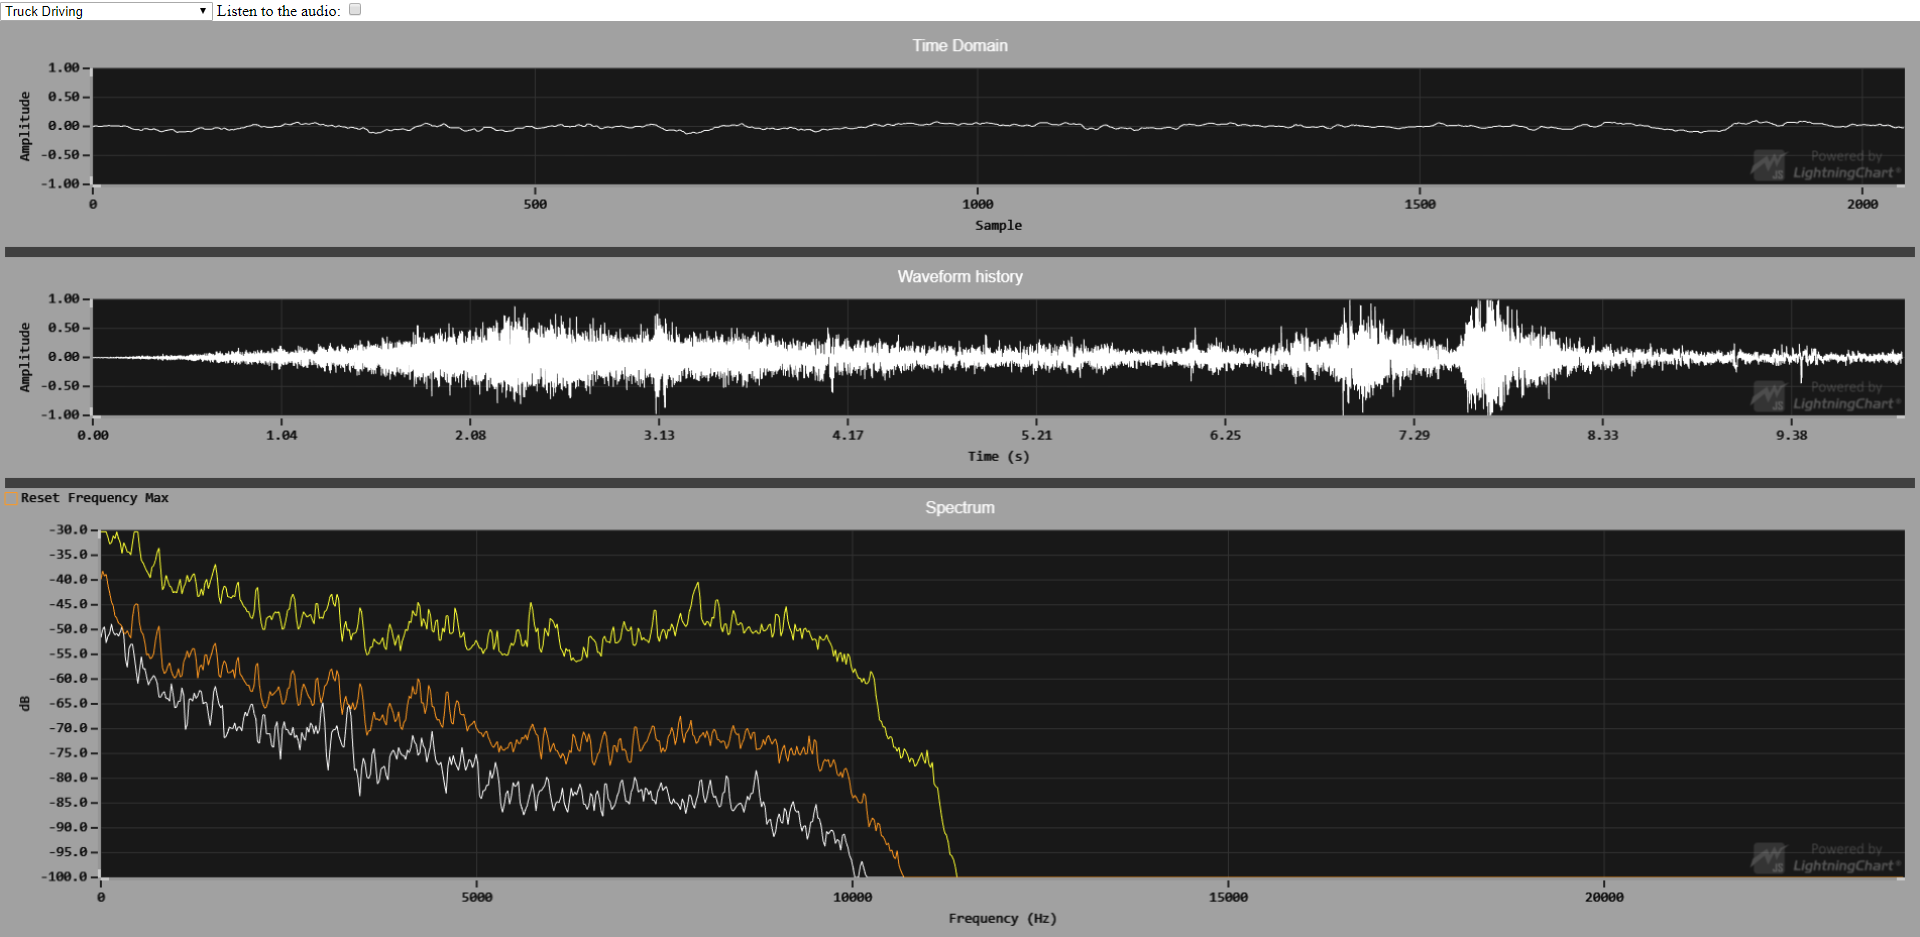 Truck Driving Listen to the audio:
Time Domain
1.00
0.50
0.00
-0.50
-1.00
Amplitude
Powered by
JS LightningChart®
0 500 1000 1500 2000
Sample
Waveform history
1.00
0.50
0.00
-0.50
-1.00
Amplitude
Powered by
JS LightningChart®
0.00 1.04 2.08 3.13 4.17 5.21 6.25 7.29 8.33 9.38
Time (s)
Reset Frequency Max
Spectrum
-30.0
-35.0
-40.0
-45.0
-50.0
-55.0
-60.0
-65.0
-70.0
-75.0
-80.0
-85.0
-90.0
-95.0
-100.0
dB
Powered by
JS LightningChart®
0 5000 10000 15000 20000
Frequency (Hz)